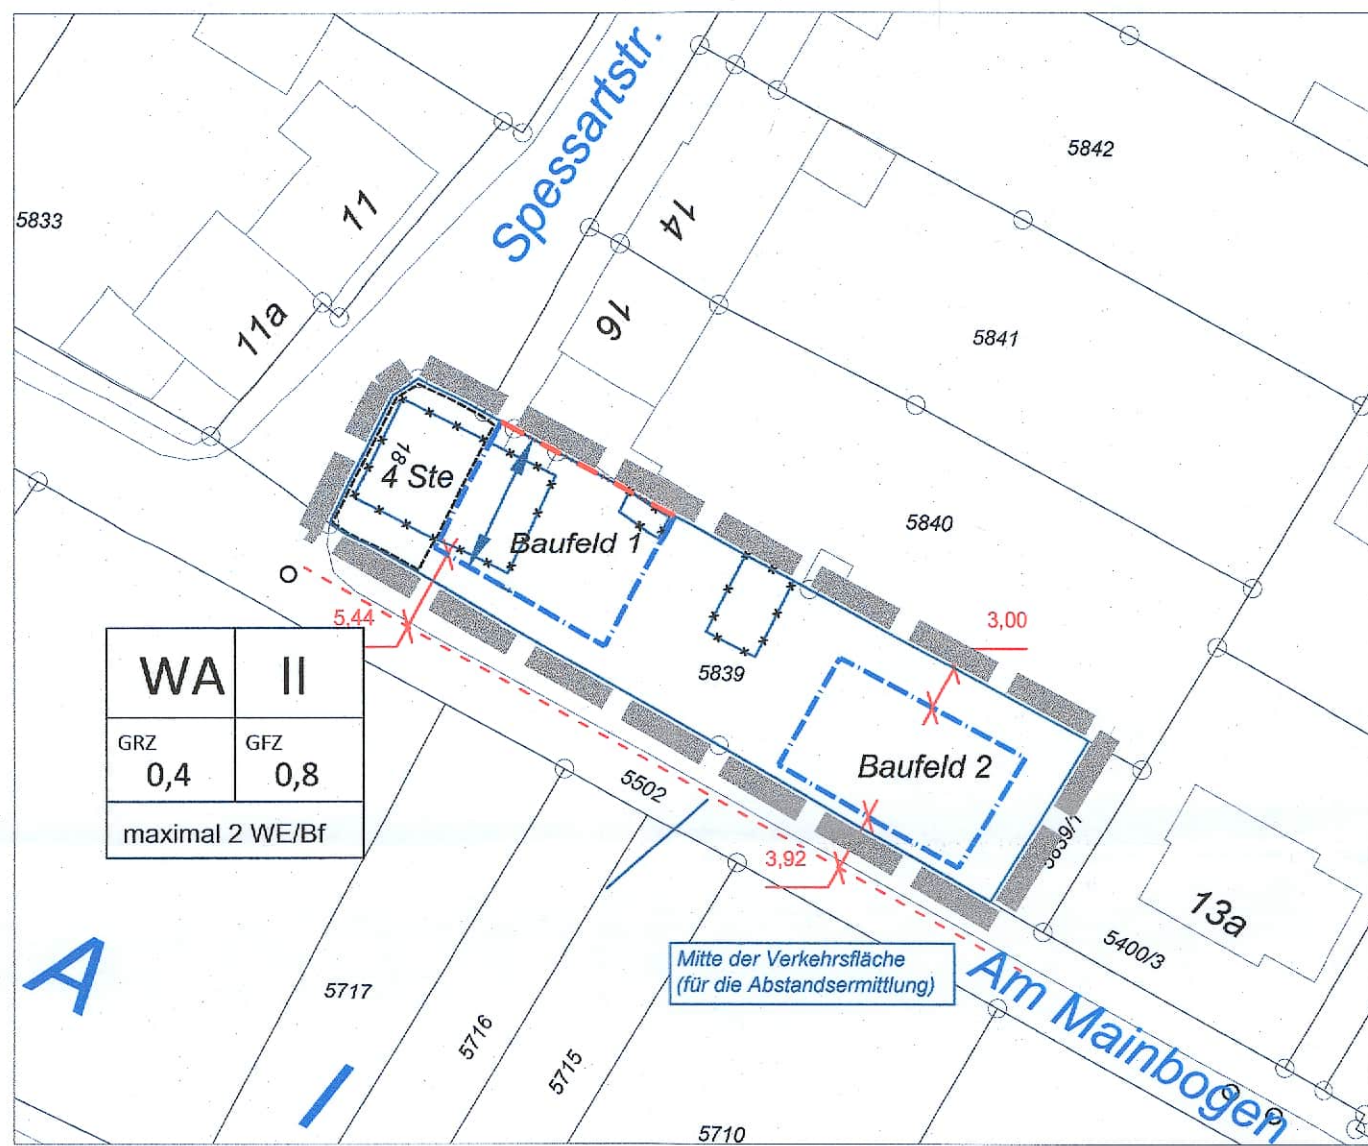 Spessartstr.
5842
5833
11
14
11a
16
5841
18
4 Ste
Baufeld 1
5840
5,44
3,00
WA II
GRZ GFZ
0,4 0,8
maximal 2 WE/Bf
5839
Baufeld 2
5502
3,92
5839/1
13a
5400/3
Mitte der Verkehrsfläche
(für die Abstandsermittlung)
Am Mainbogen
A
I
5717
5716
5715
5710